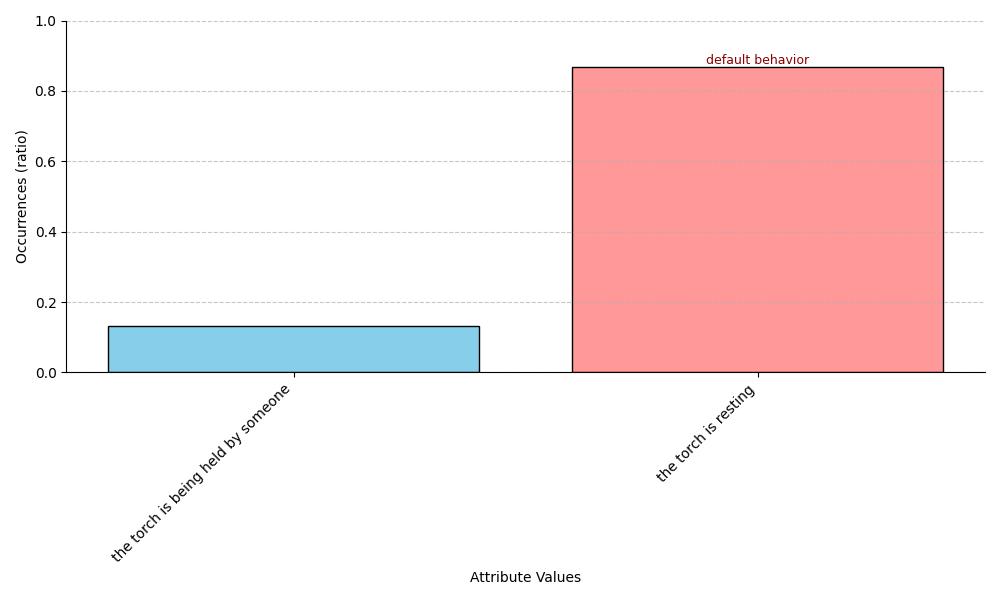 1.0
default behavior
0.8
0.6
0.4
0.2
0.0
Occurrences (ratio)
the torch is being held by someone
the torch is resting
Attribute Values